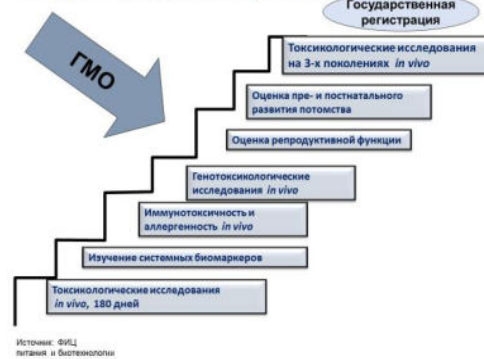 Государственная
регистрация
ГМО
Токсикологические исследования
на 3-х поколениях in vivo
Оценка пре- и постнатального
развития потомства
Оценка репродуктивной функции
Генотоксикологические
исследования in vivo
Иммунотоксичность и
аллергенность in vivo
Изучение системных биомаркеров
Токсикологические исследования
in vivo, 180 дней
Источник: ФИЦ
питания и биотехнологии